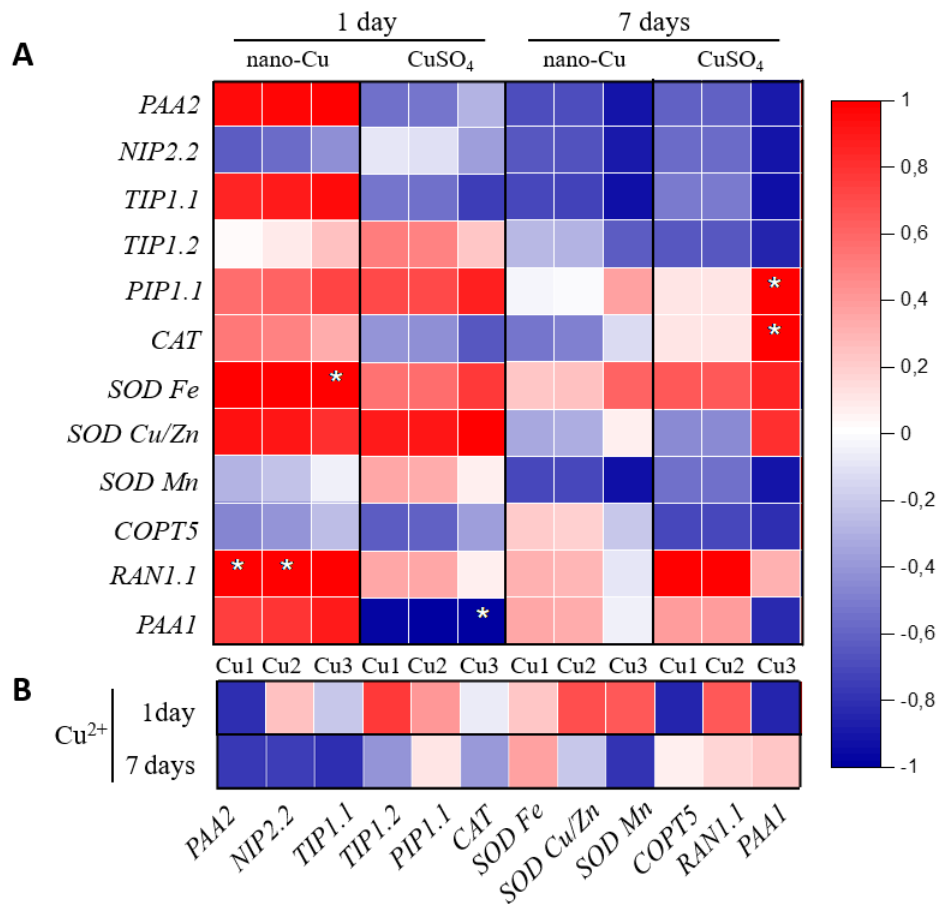 A
1 day
7 days
nano-Cu
CuSO4
nano-Cu
CuSO4
PAA2
NIP2.2
TIP1.1
TIP1.2
PIP1.1
CAT
SOD Fe
SOD Cu/Zn
SOD Mn
COPT5
RAN1.1
PAA1
*
*
*
* *
*
1
0,8
0,6
0,4
0,2
0
-0,2
-0,4
-0,6
-0,8
-1
Cu1 Cu2 Cu3 Cu1 Cu2 Cu3 Cu1 Cu2 Cu3 Cu1 Cu2 Cu3
B
Cu2+
1day
7 days
PAA2 NIP2.2 TIP1.1 TIP1.2 PIP1.1 CAT SOD Fe SOD Cu/Zn SOD Mn COPT5 RAN1.1 PAA1